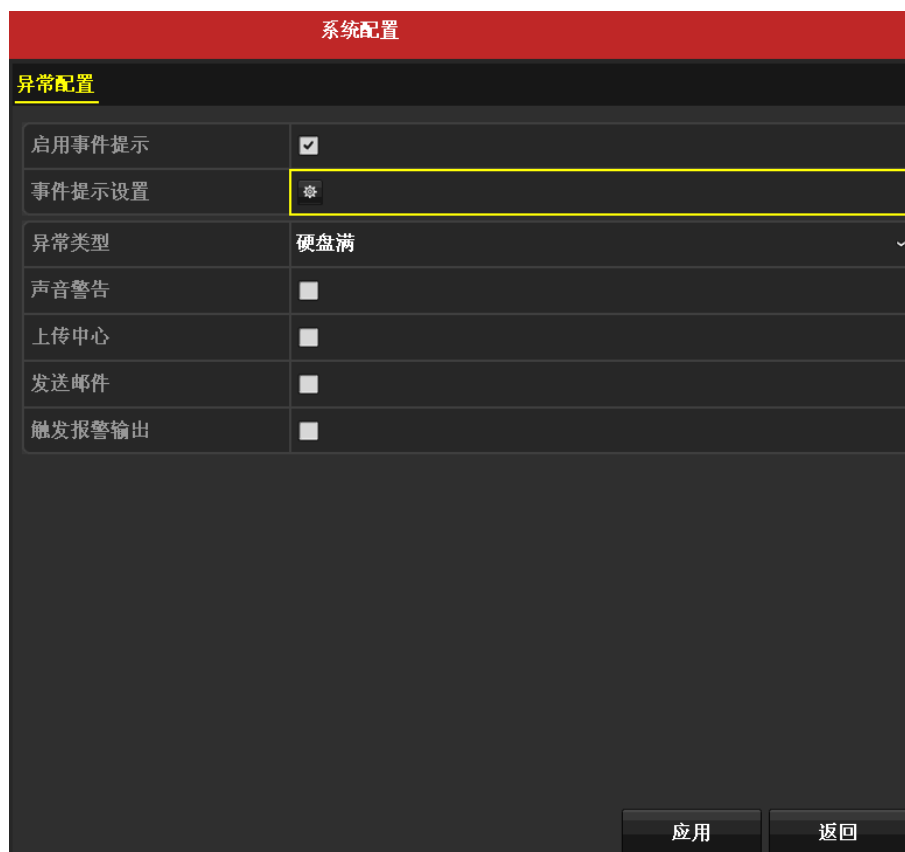 系统配置
异常配置
启用事件提示
事件提示设置
异常类型 硬盘满
声音警告
上传中心
发送邮件
触发报警输出
应用 返回